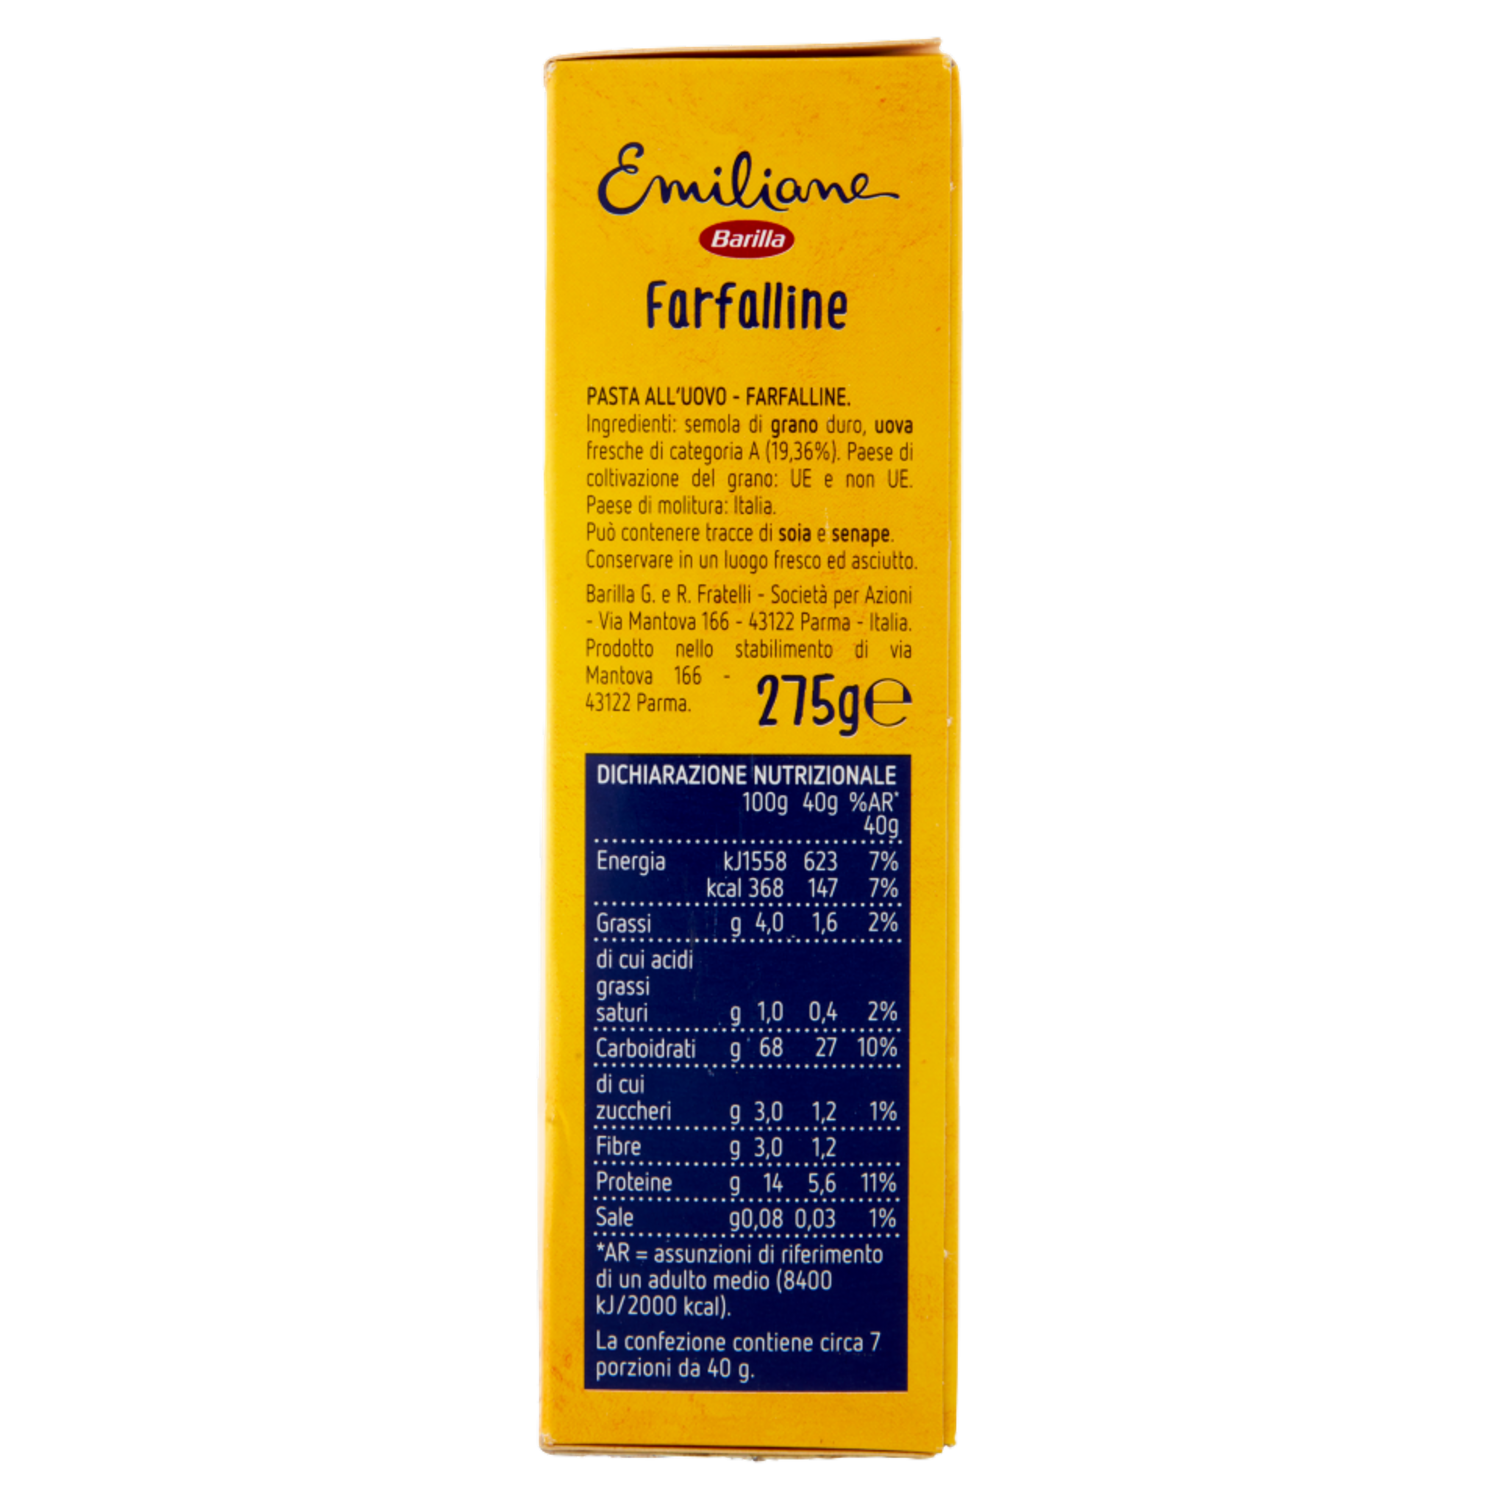 Emiliane
Barilla
Farfalline
PASTA ALL'UOVO - FARFALLINE.
Ingredienti: semola di grano duro, uova
fresche di categoria A (19,36%). Paese di
coltivazione del grano: UE e non UE.
Paese di molitura: Italia.
Può contenere tracce di soia e senape.
Conservare in un luogo fresco ed asciutto.
Barilla G. e R. Fratelli - Società per Azioni
- Via Mantova 166 - 43122 Parma - Italia.
Prodotto nello stabilimento di via
Mantova 166 -
43122 Parma.
275g℮
DICHIARAZIONE NUTRIZIONALE
100g 40g %AR*
40g
Energia kJ1558 623 7%
kcal 368 147 7%
Grassi g 4,0 1,6 2%
di cui acidi
grassi
saturi g 1,0 0,4 2%
Carboidrati g 68 27 10%
di cui
zuccheri g 3,0 1,2 1%
Fibre g 3,0 1,2
Proteine g 14 5,6 11%
Sale g0,08 0,03 1%
*AR = assunzioni di riferimento
di un adulto medio (8400
kJ/2000 kcal).
La confezione contiene circa 7
porzioni da 40 g.